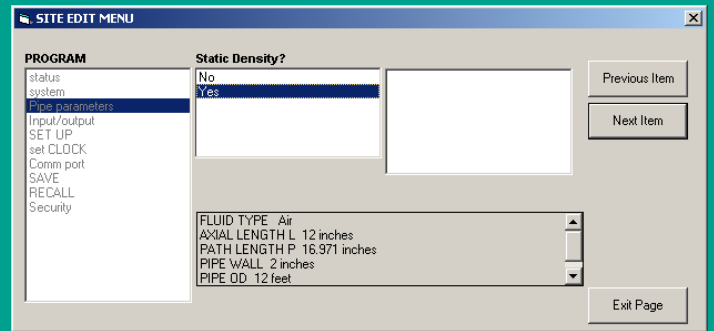 SITE EDIT MENU
PROGRAM
status
system
Pipe parameters
Input/output
SET UP
set CLOCK
Comm port
SAVE
RECALL
Security
Static Density?
No
Yes
Previous Item
Next Item
FLUID TYPE Air
AXIAL LENGTH L 12 inches
PATH LENGTH P 16.971 inches
PIPE WALL 2 inches
PIPE OD 12 feet
Exit Page